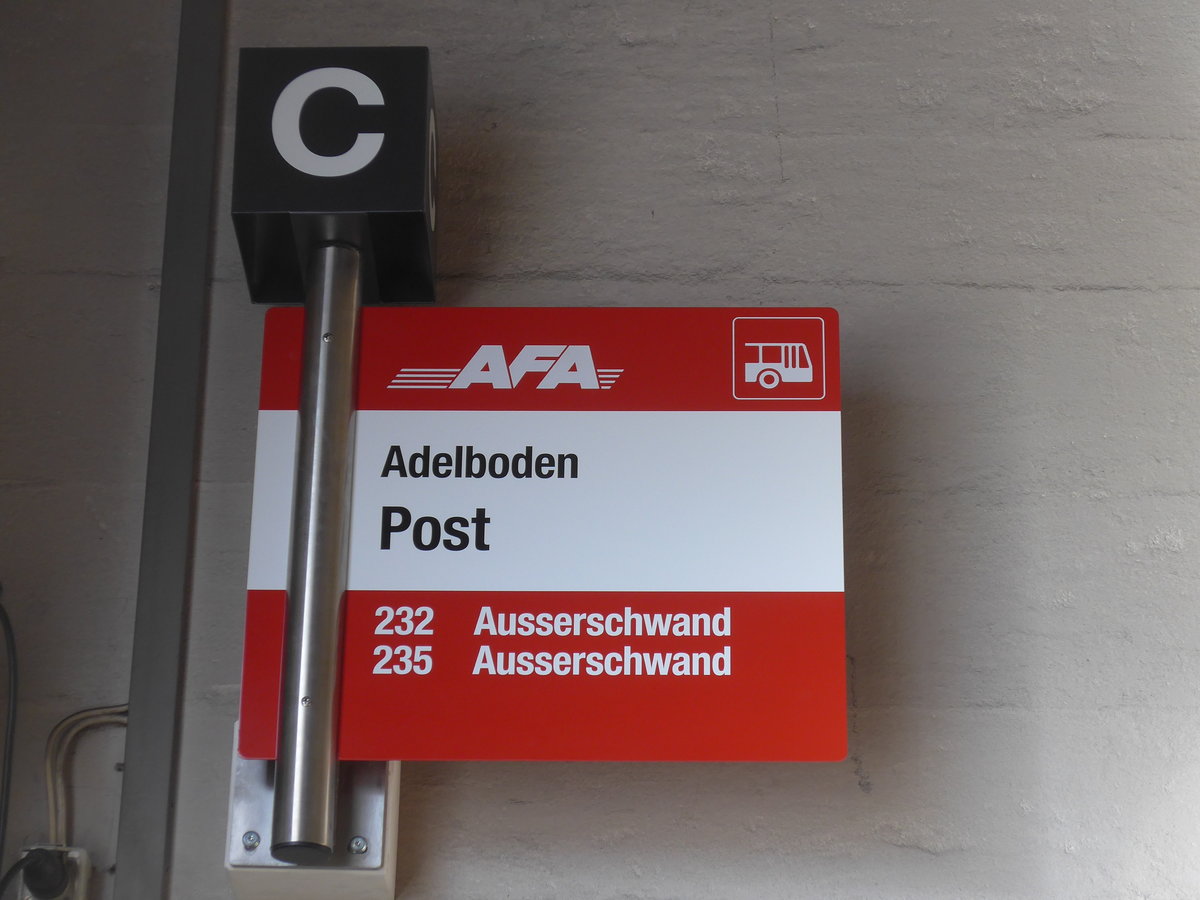 C
AFA
Adelboden
Post
232 Ausserschwand
235 Ausserschwand